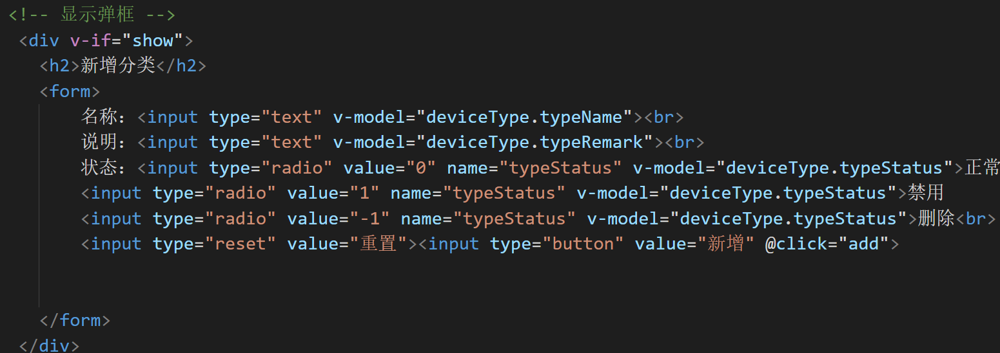 <!-- 显示弹框 -->
<div v-if="show">
<h2>新增分类</h2>
<form>
名称：<input type="text" v-model="deviceType.typeName"><br>
说明：<input type="text" v-model="deviceType.typeRemark"><br>
状态：<input type="radio" value="0" name="typeStatus" v-model="deviceType.typeStatus">正常
<input type="radio" value="1" name="typeStatus" v-model="deviceType.typeStatus">禁用
<input type="radio" value="-1" name="typeStatus" v-model="deviceType.typeStatus">删除<br>
<input type="reset" value="重置"><input type="button" value="新增" @click="add">
</form>
</div>